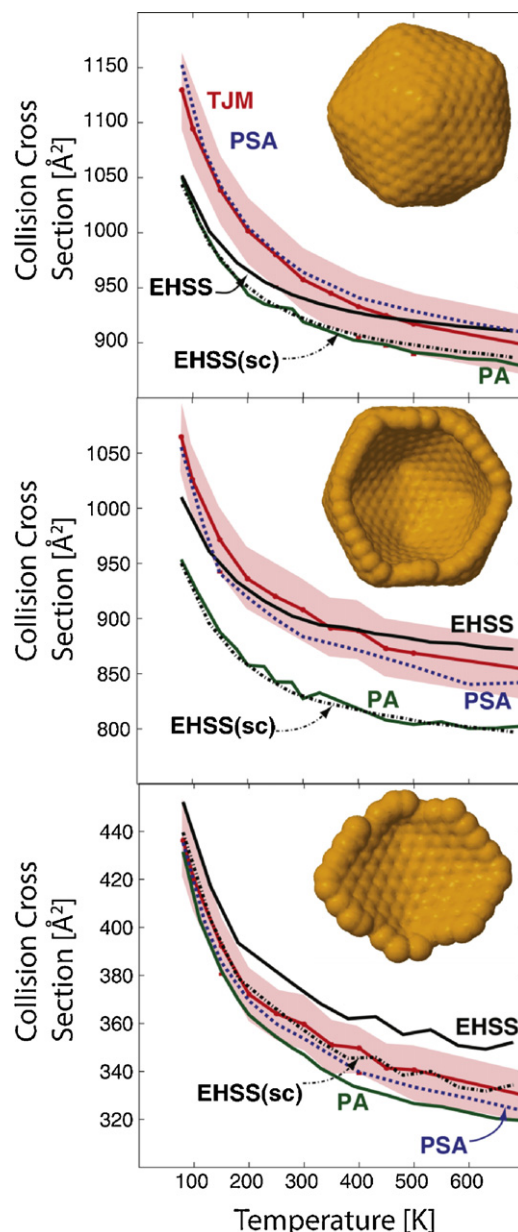 1150
1100
1050
1000
950
900
Collision Cross
Section [Å²]
TJM
PSA
EHSS
EHSS(sc)
PA
1050
1000
950
900
850
800
Collision Cross
Section [Å²]
EHSS
PSA
PA
EHSS(sc)
440
420
400
380
360
340
320
Collision Cross
Section [Å²]
EHSS
EHSS(sc)
PA
PSA
100 200 300 400 500 600
Temperature [K]